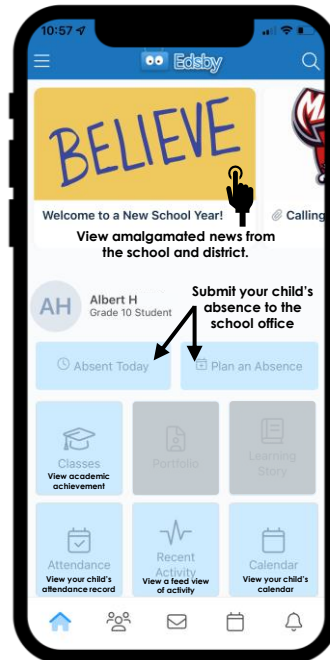 10:57
Edsby
BELIEVE
Welcome to a New School Year!
Calling
View amalgamated news from
the school and district.
AH
Albert H
Grade 10 Student
Submit your child's
absence to the
school office
Absent Today
Plan an Absence
Classes
View academic
achievement
Portfolio
Learning
Story
Attendance
View your child's
attendance record
Recent
Activity
View a feed view
of activity
Calendar
View your child's
calendar